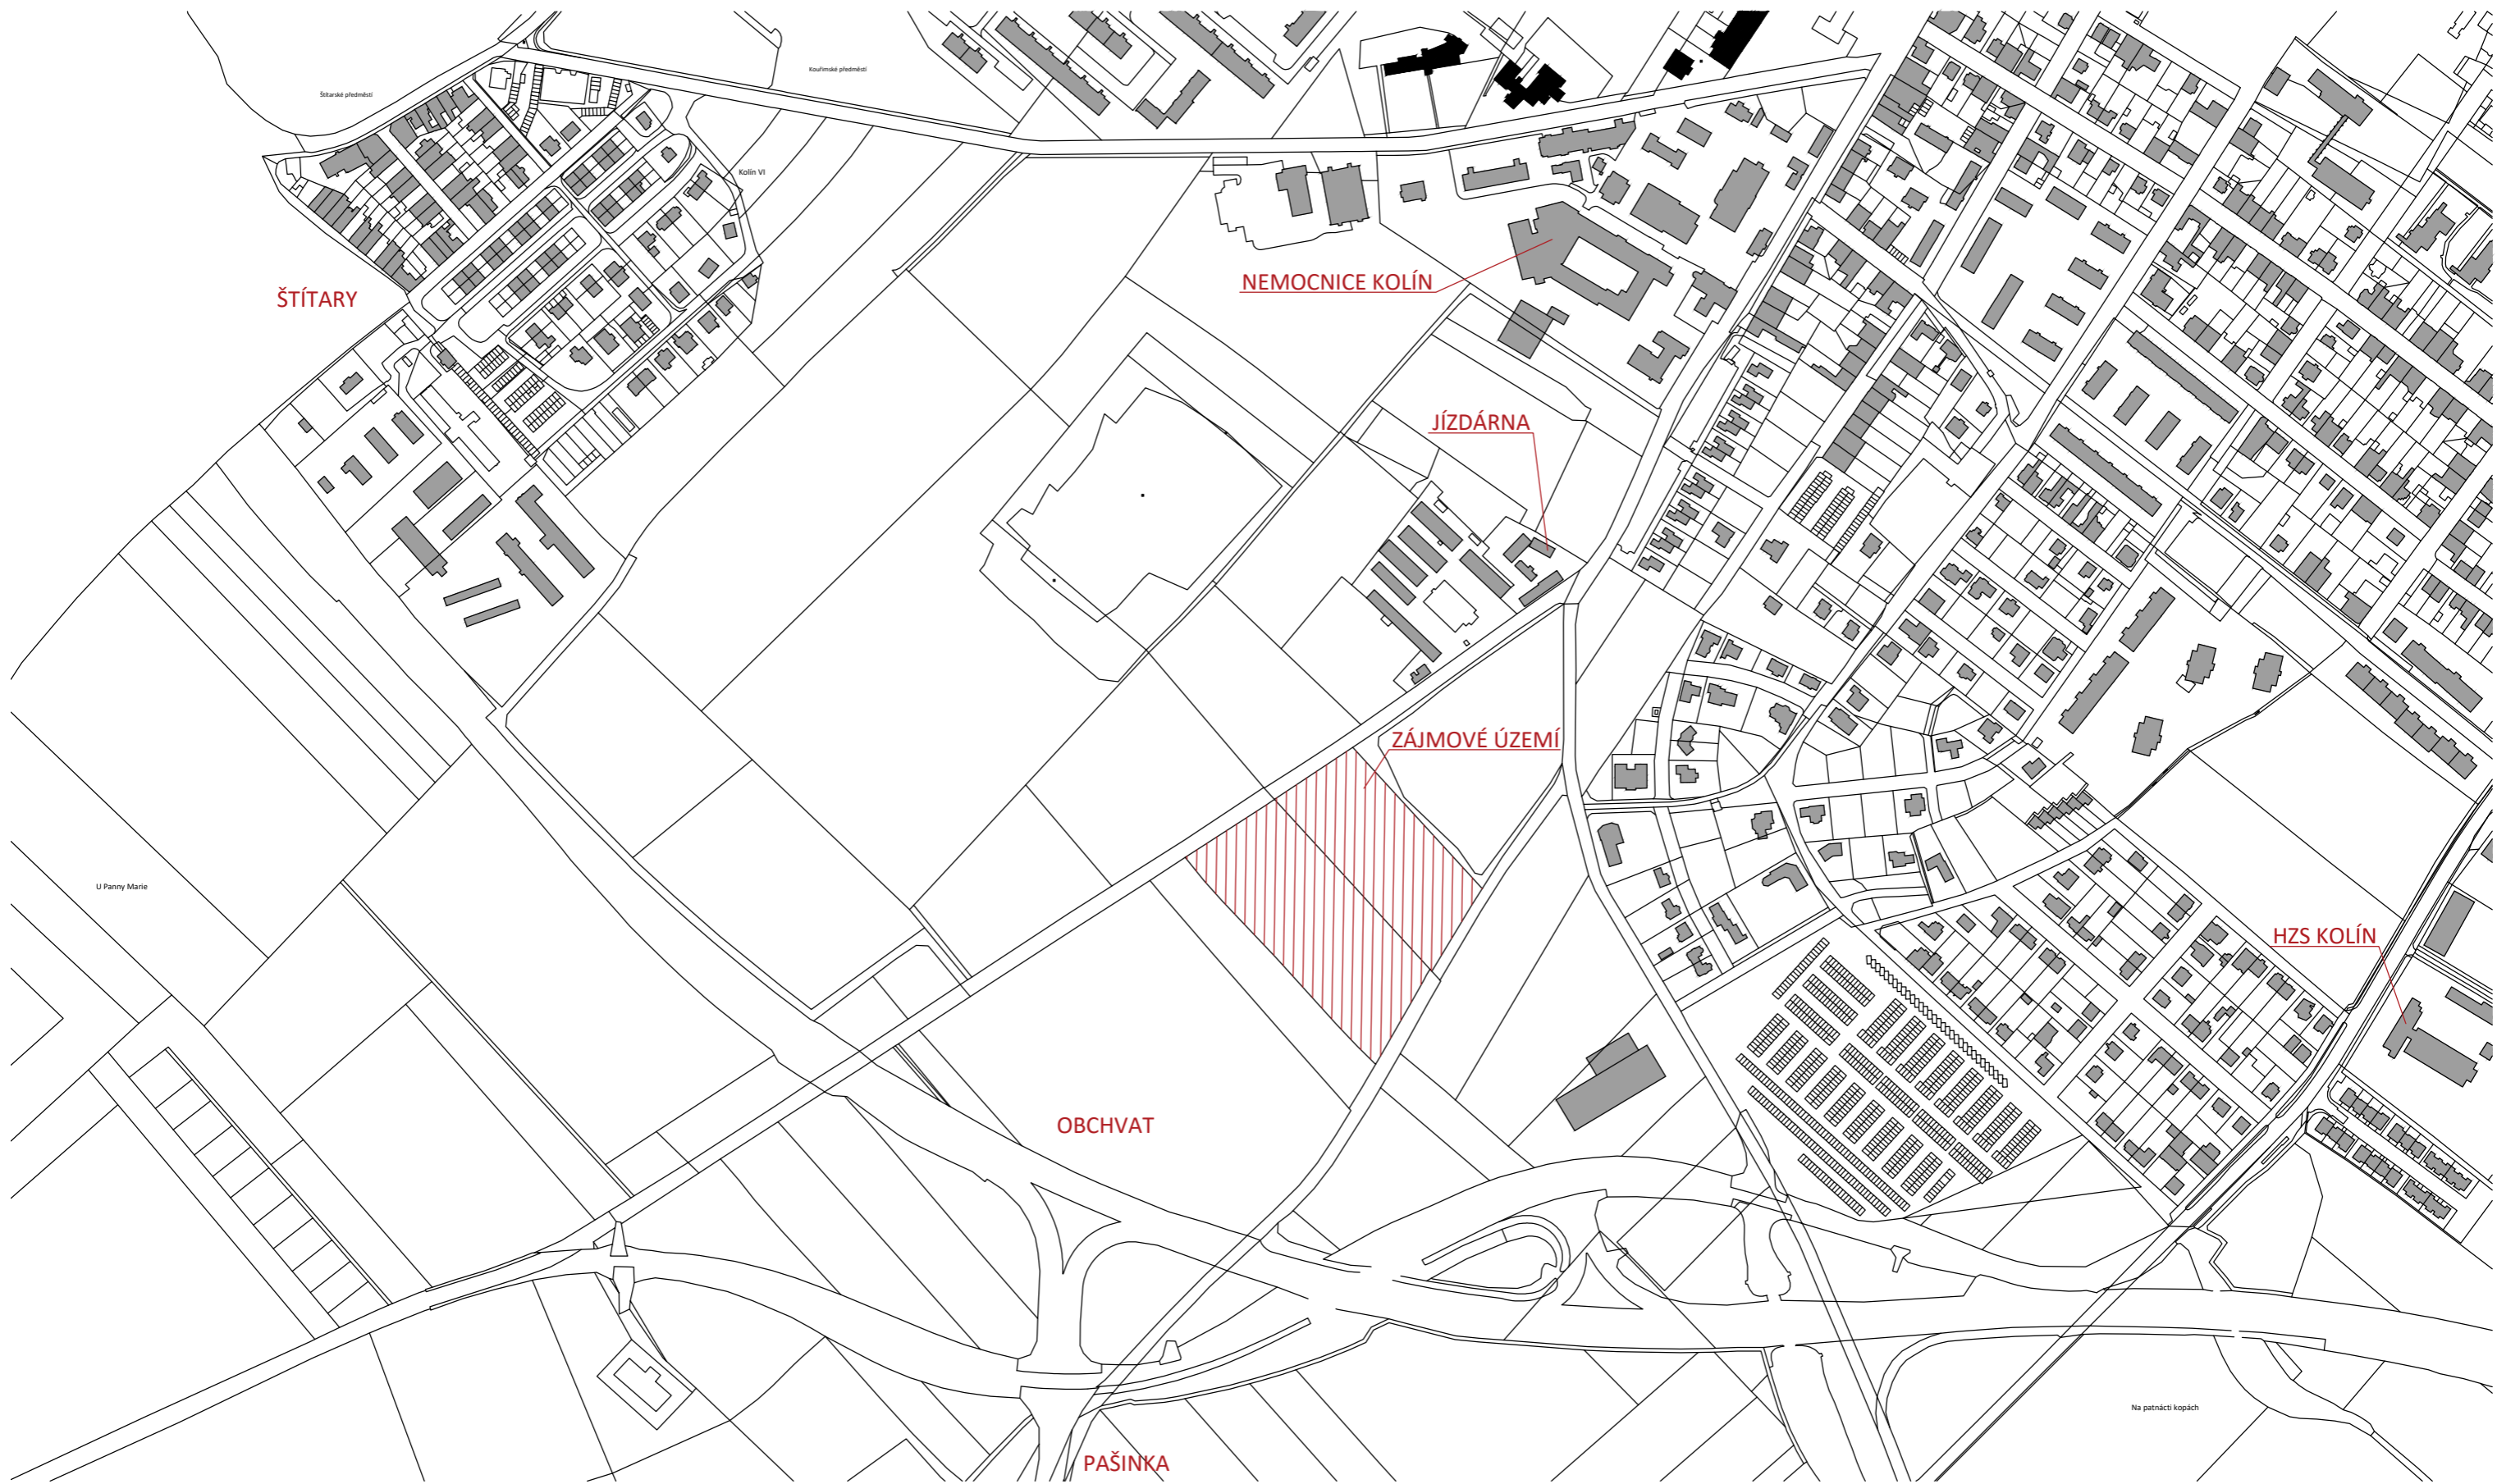 Kouřimské předměstí
Štítarské předměstí
Kolín VI
NEMOCNICE KOLÍN
ŠTÍTARY
JÍZDÁRNA
ZÁJMOVÉ ÚZEMÍ
U Panny Marie
HZS KOLÍN
OBCHVAT
Na patnácti kopách
PAŠINKA